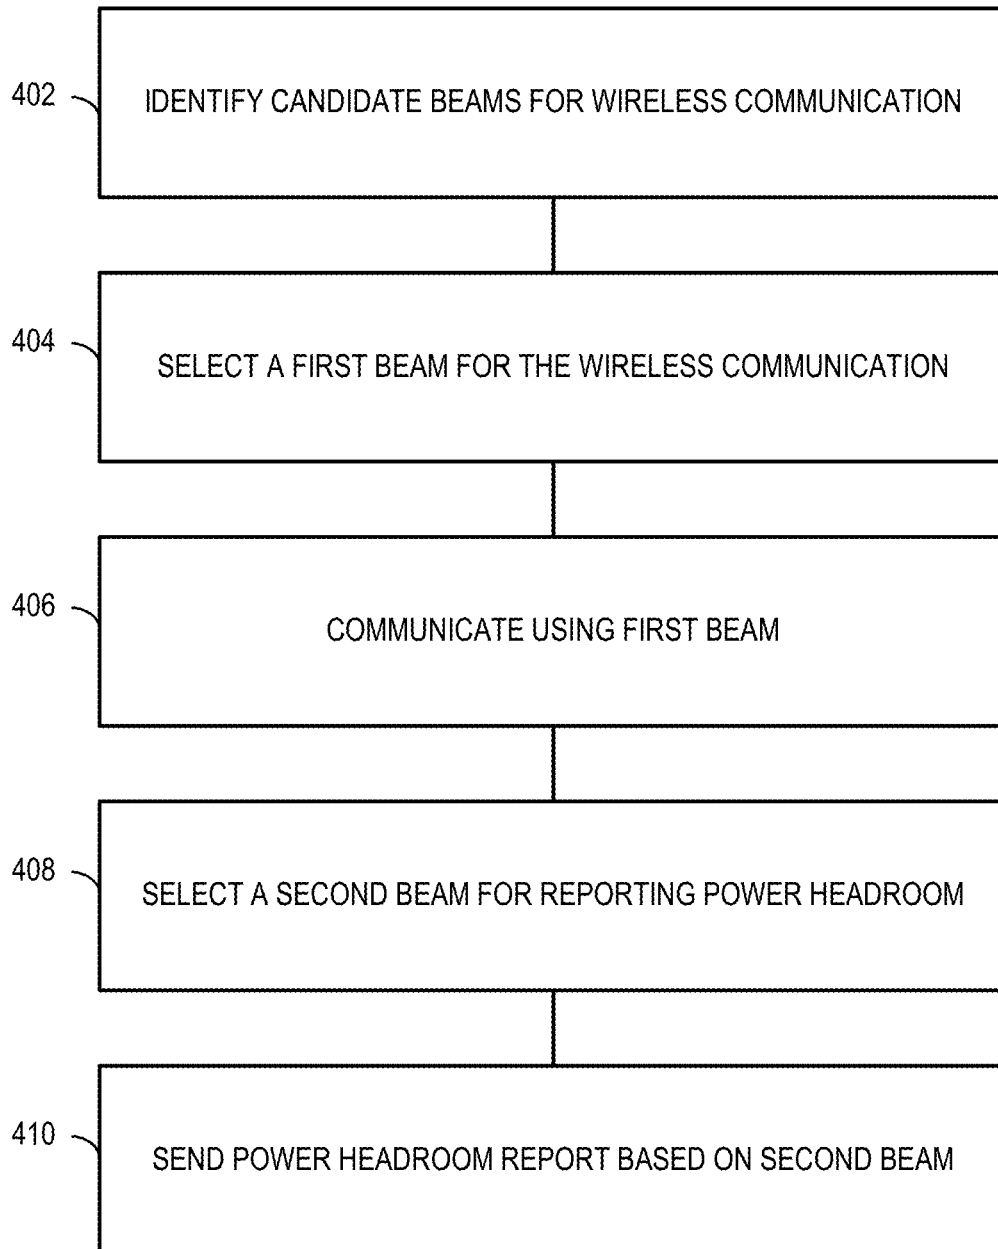 402
IDENTIFY CANDIDATE BEAMS FOR WIRELESS COMMUNICATION
404
SELECT A FIRST BEAM FOR THE WIRELESS COMMUNICATION
406
COMMUNICATE USING FIRST BEAM
408
SELECT A SECOND BEAM FOR REPORTING POWER HEADROOM
410
SEND POWER HEADROOM REPORT BASED ON SECOND BEAM